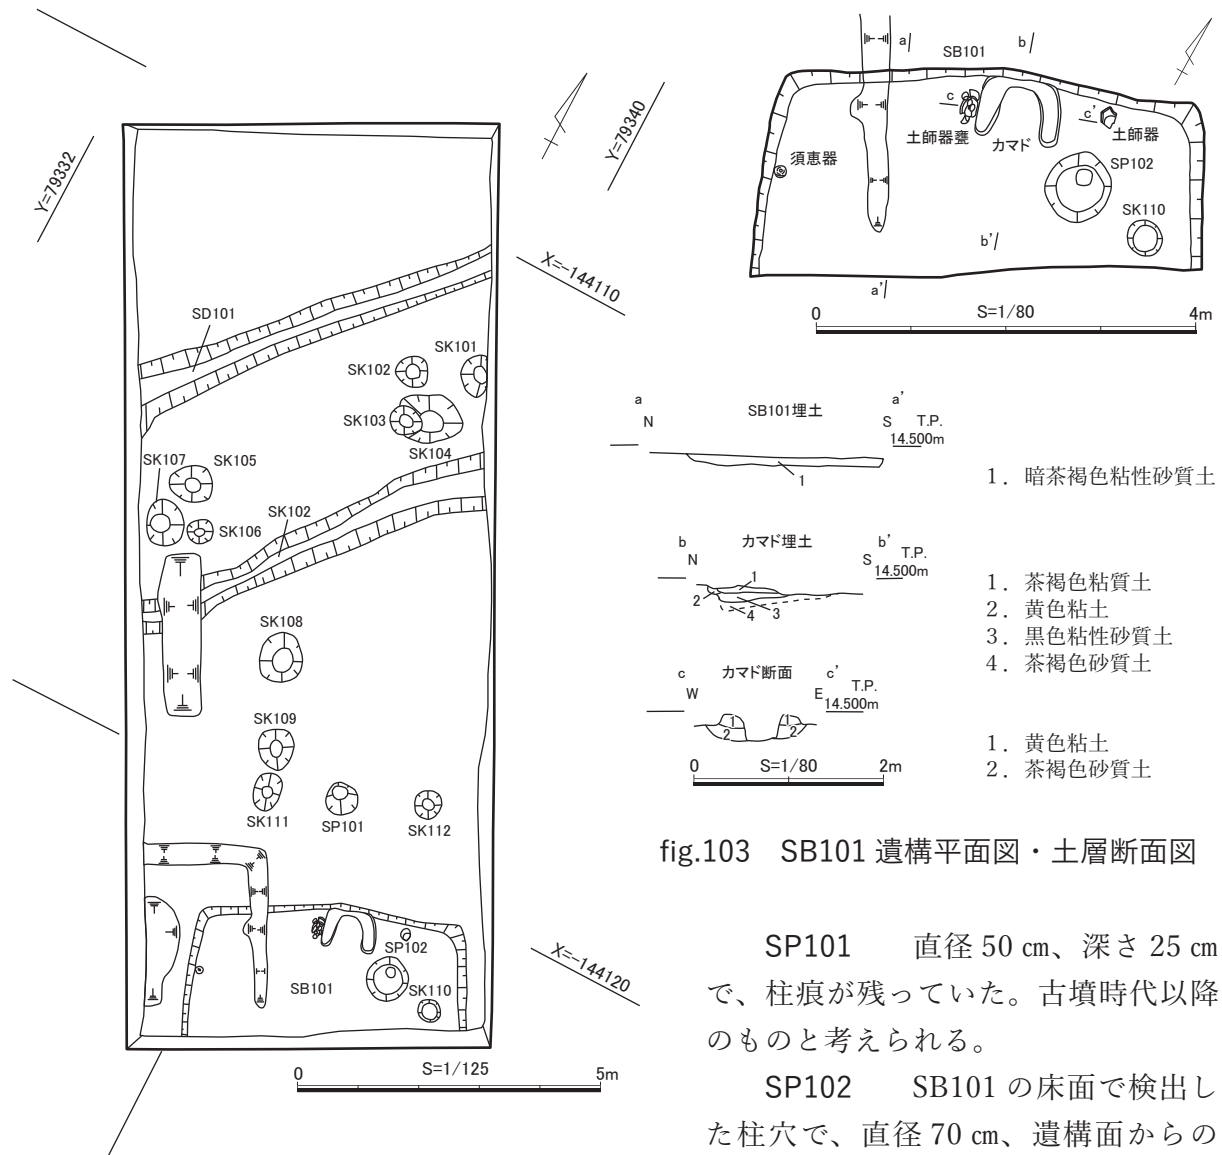 Y=79332
Y=79340
X=-144110
SD101
SK101
SK102
SK103
SK104
SK107
SK105
SK102
SK106
SK108
SK109
SK111
SP101
SK112
SP102
SB101
SK110
X=-144120
0 S=1/125 5m
a
b
SB101
c
c'
土師器甕
カマド
土師器
須恵器
SP102
SK110
b'
a'
0 S=1/80 4m
a
a'
N
SB101埋土
S T.P.
14.500m
1
1. 暗茶褐色粘性砂質土
b
カマド埋土
b'
N
S T.P.
14.500m
1
2
4
3
1. 茶褐色粘質土
2. 黄色粘土
3. 黒色粘性砂質土
4. 茶褐色砂質土
c
カマド断面
c'
W
E T.P.
14.500m
1 1
2 2
1. 黄色粘土
2. 茶褐色砂質土
0 S=1/80 2m
fig.103 SB101 遺構平面図・土層断面図
SP101 直径 50 ㎝、深さ 25 ㎝
で、柱痕が残っていた。古墳時代以降
のものと考えられる。
SP102 SB101 の床面で検出し
た柱穴で、直径 70 ㎝、遺構面からの